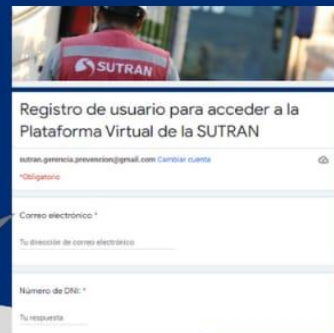 SUTRAN
Registro de usuario para acceder a la
Plataforma Virtual de la SUTRAN
sutran.gerencia.prevencion@gmail.com Cambiar cuenta
*Obligatorio
Correo electrónico *
Tu dirección de correo electrónico
Número de DNI: *
Tu respuesta